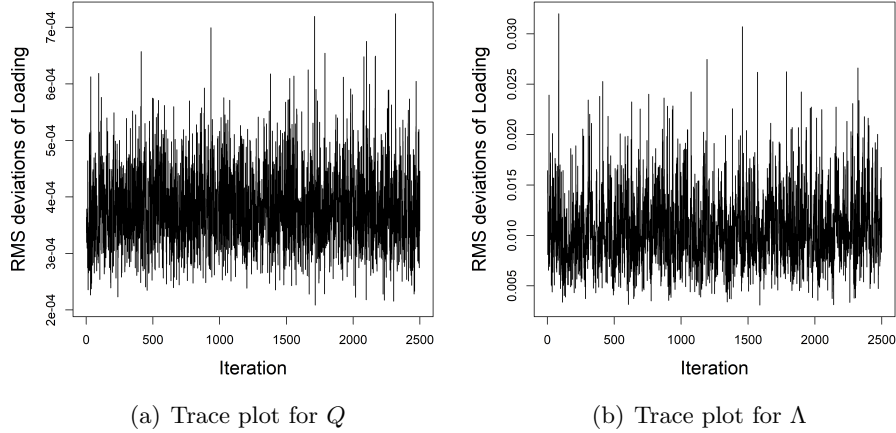 RMS deviations of Loading
2e-04 3e-04 4e-04 5e-04 6e-04 7e-04
0 500 1000 1500 2000 2500
Iteration
(a) Trace plot for Q
RMS deviations of Loading
0.005 0.010 0.015 0.020 0.025 0.030
0 500 1000 1500 2000 2500
Iteration
(b) Trace plot for Λ